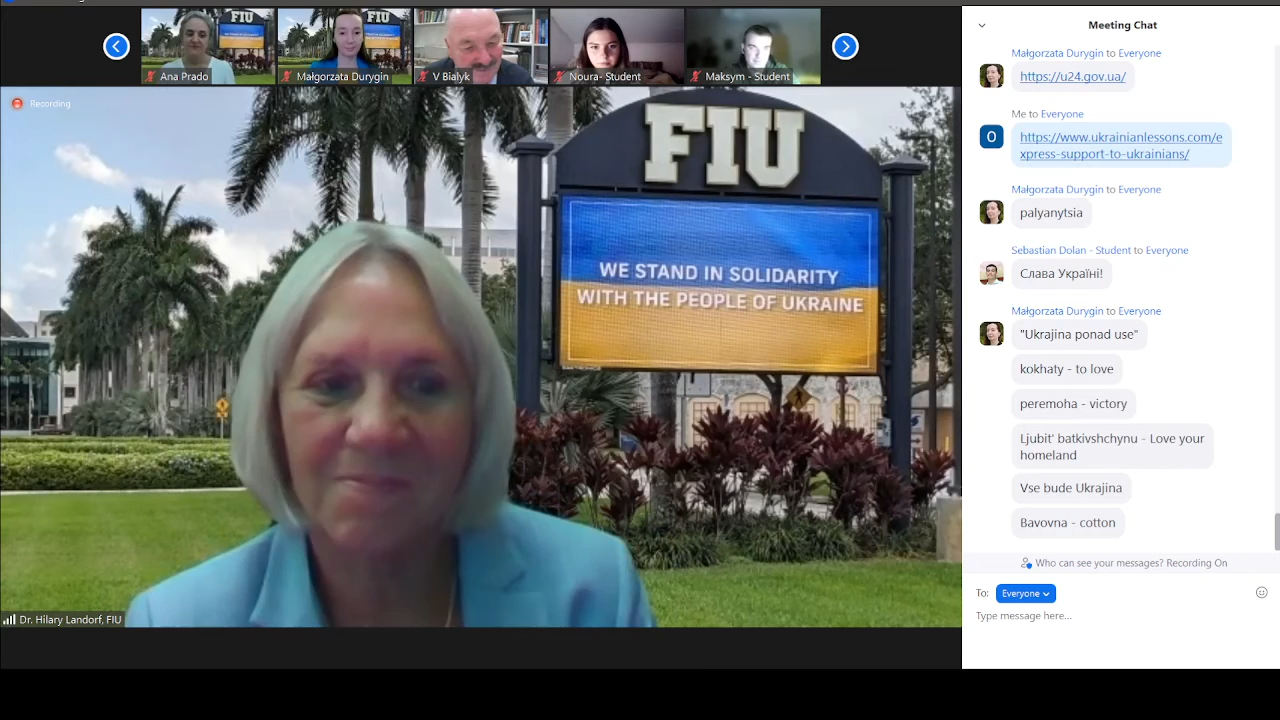 FIU
FIU
Ana Prado
Małgorzata Durygin
V Bialyk
Noura- Student
Maksym - Student
Recording
FIU
WE STAND IN SOLIDARITY
WITH THE PEOPLE OF UKRAINE
Dr. Hilary Landorf, FIU
Meeting Chat
Małgorzata Durygin to Everyone
https://u24.gov.ua/
Me to Everyone
O
https://www.ukrainianlessons.com/e
xpress-support-to-ukrainians/
Małgorzata Durygin to Everyone
palyanytsia
Sebastian Dolan - Student to Everyone
Слава Україні!
Małgorzata Durygin to Everyone
"Ukrajina ponad use"
kokhaty - to love
peremoha - victory
Ljubit' batkivshchynu - Love your
homeland
Vse bude Ukrajina
Bavovna - cotton
Who can see your messages? Recording On
To: Everyone
Type message here...